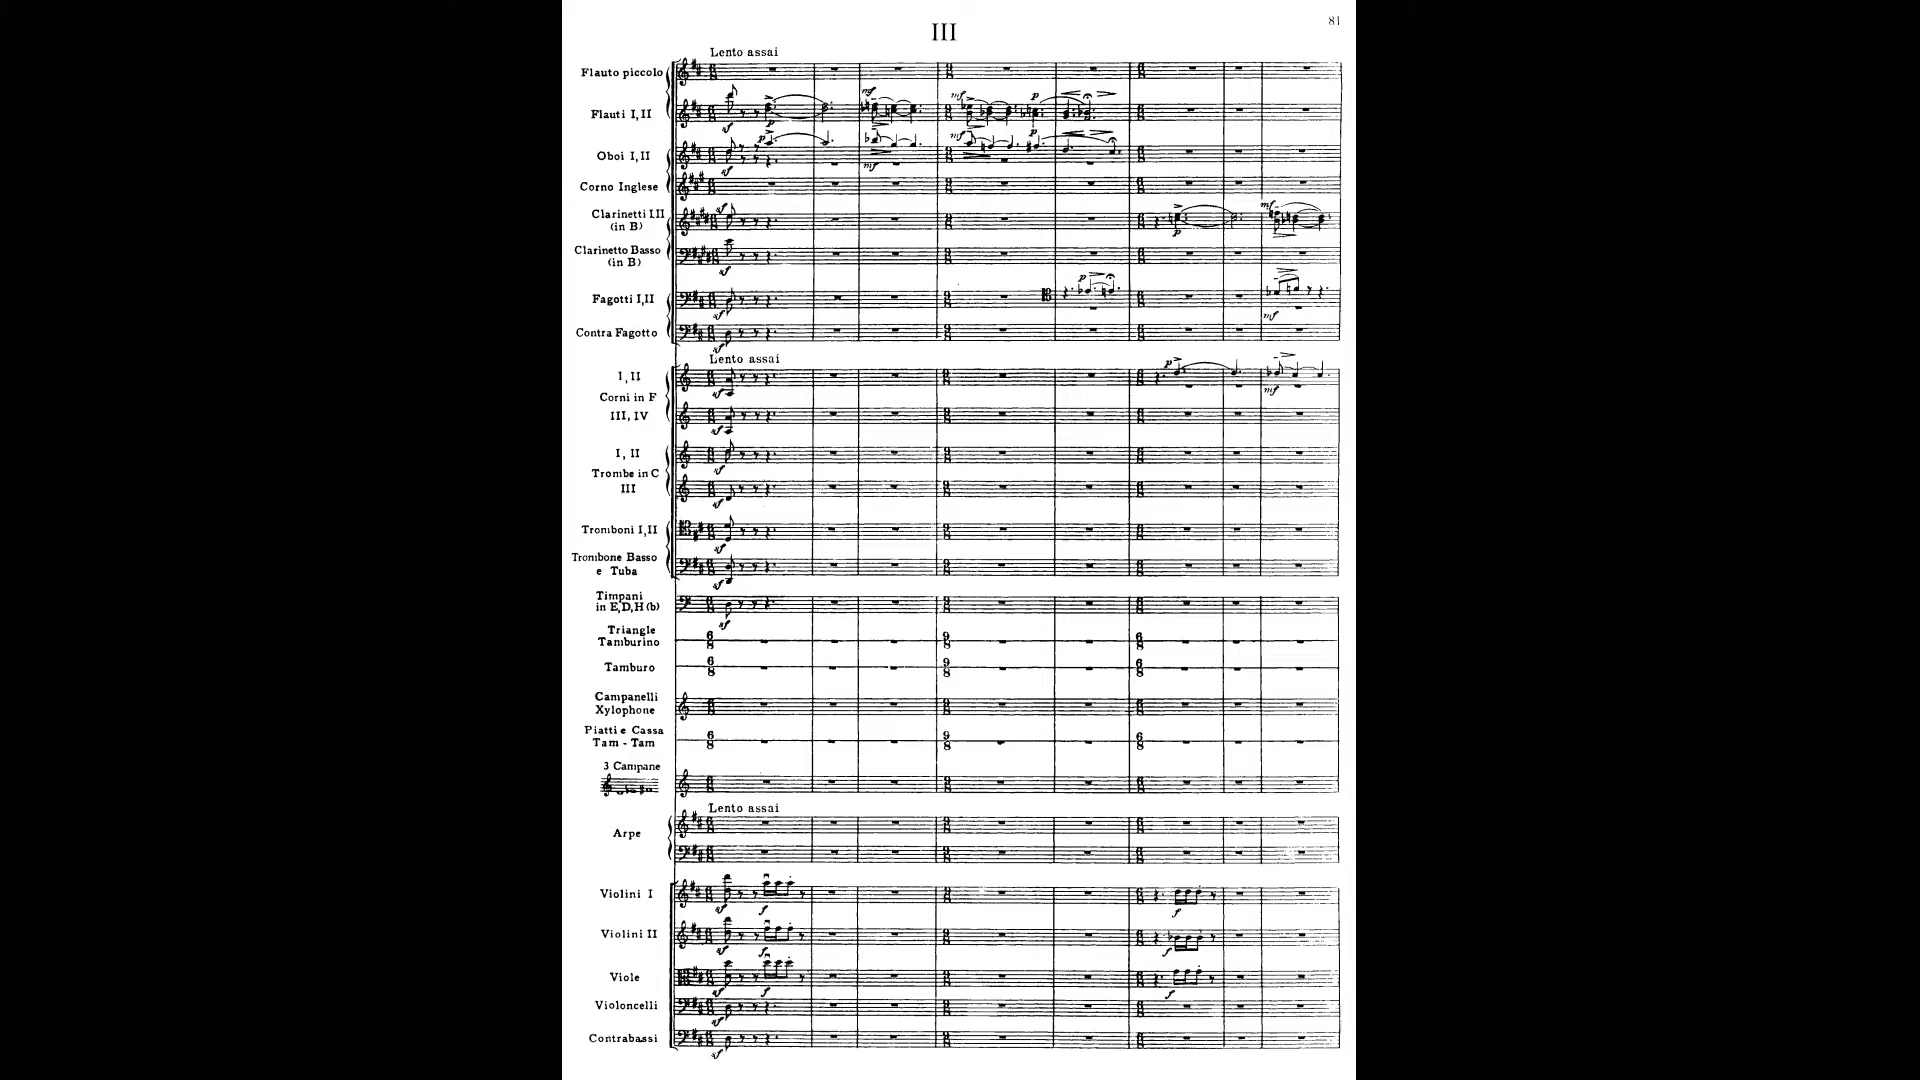 81
III
Lento assai
Flauto piccolo
Flauti I, II
Oboi I, II
Corno Inglese
Clarinetti I.II
(in B)
Clarinetto Basso
(in B)
Fagotti I, II
Contra Fagotto
Lento assai
I, II
Corni in F
III, IV
I, II
Trombe in C
III
Tromboni I, II
Trombone Basso
e Tuba
Timpani
in E, D, H (b)
Triangle
Tamburino
Tamburo
Campanelli
Xylophone
Piatti e Cassa
Tam - Tam
3 Campane
Lento assai
Arpe
Violini I
Violini II
Viole
Violoncelli
Contrabassi